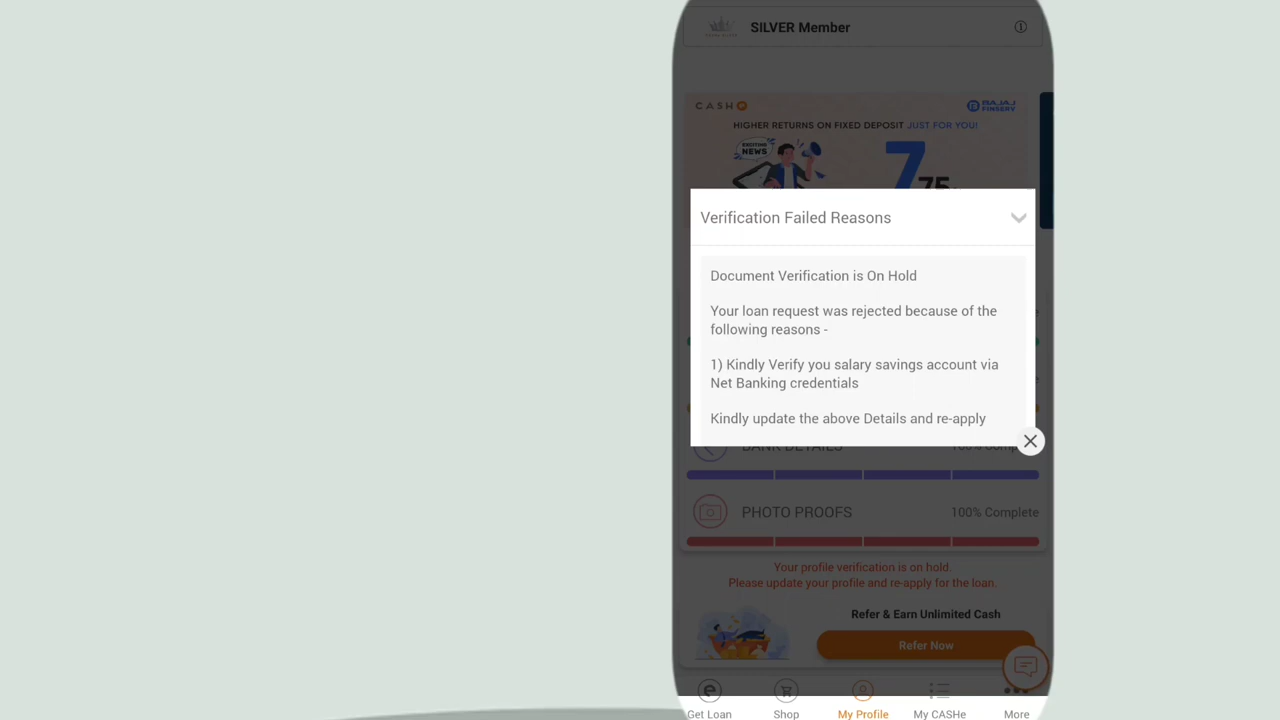 SILVER Member
CASH
BAJAJ
FINSERV
HIGHER RETURNS ON FIXED DEPOSIT JUST FOR YOU!
EXCITING
NEWS
7
Verification Failed Reasons
Document Verification is On Hold
Your loan request was rejected because of the
following reasons -
1) Kindly Verify you salary savings account via
Net Banking credentials
Kindly update the above Details and re-apply
BANK DETAILS
PHOTO PROOFS 100% Complete
Your profile verification is on hold.
Please update your profile and re-apply for the loan.
Refer & Earn Unlimited Cash
Refer Now
Get Loan Shop My Profile My CASHe More